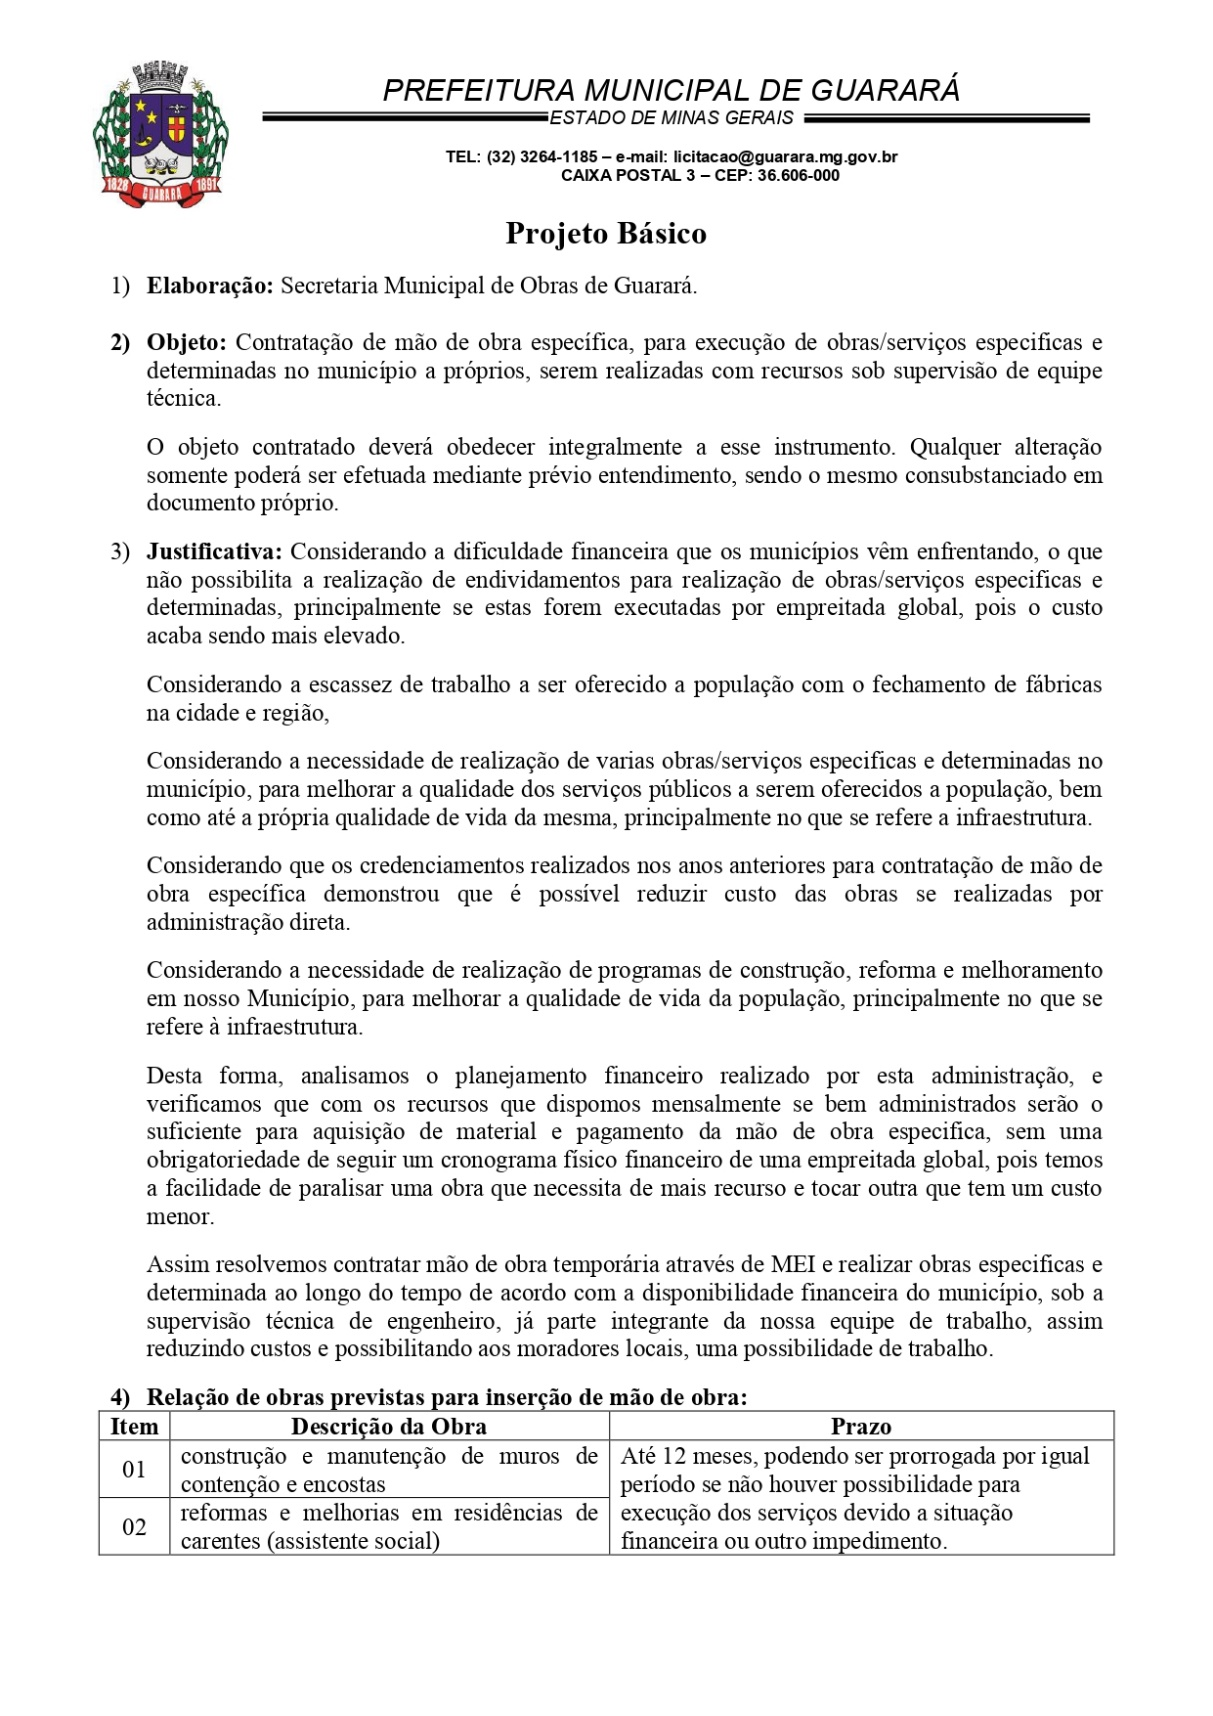 PREFEITURA MUNICIPAL DE GUARARÁ
ESTADO DE MINAS GERAIS
TEL: (32) 3264-1185 – e-mail: licitacao@guarara.mg.gov.br
CAIXA POSTAL 3 – CEP: 36.606-000
1828 GUARARÁ 1891
Projeto Básico
1) Elaboração: Secretaria Municipal de Obras de Guarará.
2) Objeto: Contratação de mão de obra específica, para execução de obras/serviços especificas e
determinadas no município a próprios, serem realizadas com recursos sob supervisão de equipe
técnica.
O objeto contratado deverá obedecer integralmente a esse instrumento. Qualquer alteração
somente poderá ser efetuada mediante prévio entendimento, sendo o mesmo consubstanciado em
documento próprio.
3) Justificativa: Considerando a dificuldade financeira que os municípios vêm enfrentando, o que
não possibilita a realização de endividamentos para realização de obras/serviços especificas e
determinadas, principalmente se estas forem executadas por empreitada global, pois o custo
acaba sendo mais elevado.
Considerando a escassez de trabalho a ser oferecido a população com o fechamento de fábricas
na cidade e região,
Considerando a necessidade de realização de varias obras/serviços especificas e determinadas no
município, para melhorar a qualidade dos serviços públicos a serem oferecidos a população, bem
como até a própria qualidade de vida da mesma, principalmente no que se refere a infraestrutura.
Considerando que os credenciamentos realizados nos anos anteriores para contratação de mão de
obra específica demonstrou que é possível reduzir custo das obras se realizadas por
administração direta.
Considerando a necessidade de realização de programas de construção, reforma e melhoramento
em nosso Município, para melhorar a qualidade de vida da população, principalmente no que se
refere à infraestrutura.
Desta forma, analisamos o planejamento financeiro realizado por esta administração, e
verificamos que com os recursos que dispomos mensalmente se bem administrados serão o
suficiente para aquisição de material e pagamento da mão de obra especifica, sem uma
obrigatoriedade de seguir um cronograma físico financeiro de uma empreitada global, pois temos
a facilidade de paralisar uma obra que necessita de mais recurso e tocar outra que tem um custo
menor.
Assim resolvemos contratar mão de obra temporária através de MEI e realizar obras especificas e
determinada ao longo do tempo de acordo com a disponibilidade financeira do município, sob a
supervisão técnica de engenheiro, já parte integrante da nossa equipe de trabalho, assim
reduzindo custos e possibilitando aos moradores locais, uma possibilidade de trabalho.
4) Relação de obras previstas para inserção de mão de obra:
Item Descrição da Obra Prazo
01 construção e manutenção de muros de
contenção e encostas
02 reformas e melhorias em residências de
carentes (assistente social)
Até 12 meses, podendo ser prorrogada por igual
período se não houver possibilidade para
execução dos serviços devido a situação
financeira ou outro impedimento.